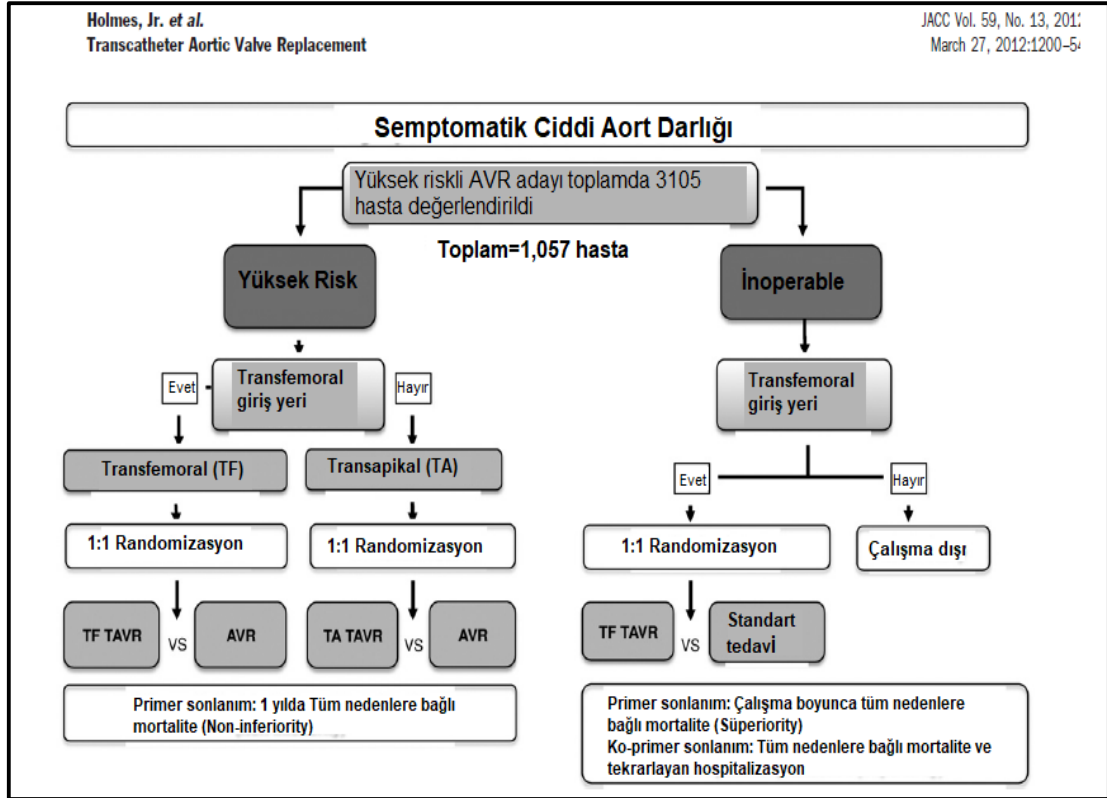 Holmes, Jr. et al.
Transcatheter Aortic Valve Replacement
JACC Vol. 59, No. 13, 2012
March 27, 2012:1200–54
Semptomatik Ciddi Aort Darlığı
Yüksek riskli AVR adayı toplamda 3105
hasta değerlendirildi
Toplam=1,057 hasta
Yüksek Risk
İnoperable
Transfemoral
giriş yeri
Evet
Hayır
Transfemoral
giriş yeri
Transfemoral (TF)
Transapikal (TA)
Evet
Hayır
1:1 Randomizasyon
1:1 Randomizasyon
1:1 Randomizasyon
Çalışma dışı
TF TAVR
VS
AVR
TA TAVR
VS
AVR
TF TAVR
VS
Standart
tedavi
Primer sonlanım: 1 yılda Tüm nedenlere bağlı
mortalite (Non-inferiority)
Primer sonlanım: Çalışma boyunca tüm nedenlere
bağlı mortalite (Süperiority)
Ko-primer sonlanım: Tüm nedenlere bağlı mortalite ve
tekrarlayan hospitalizasyon